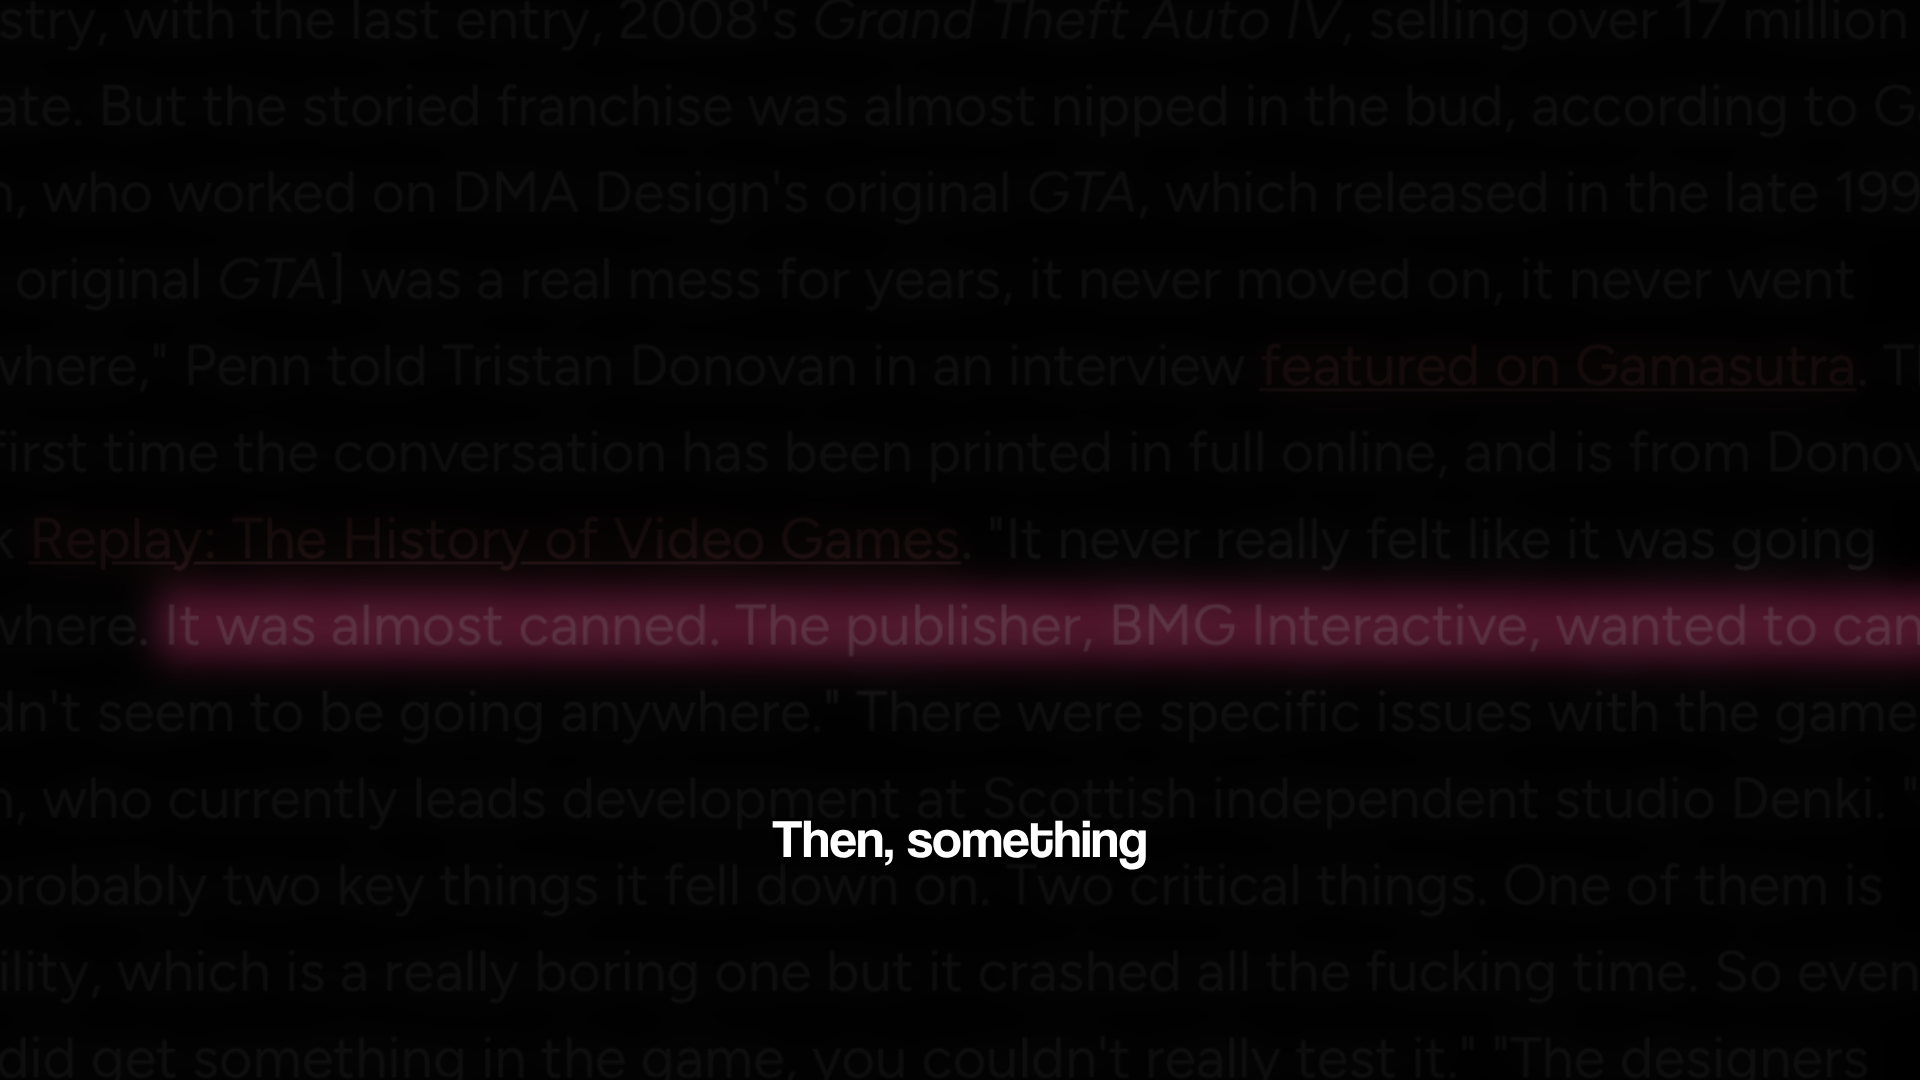 stry, with the last entry, 2008's Grand Theft Auto IV, selling over 17 million
ate. But the storied franchise was almost nipped in the bud, according to G
n, who worked on DMA Design's original GTA, which released in the late 199
original GTA] was a real mess for years, it never moved on, it never went
where," Penn told Tristan Donovan in an interview featured on Gamasutra. T
first time the conversation has been printed in full online, and is from Donov
k Replay: The History of Video Games. "It never really felt like it was going
where. It was almost canned. The publisher, BMG Interactive, wanted to can
dn't seem to be going anywhere." There were specific issues with the game
n, who currently leads development at Scottish independent studio Denki. "
Then, something
probably two key things it fell down on. Two critical things. One of them is
ility, which is a really boring one but it crashed all the fucking time. So even
did get something in the game, you couldn't really test it." "The designers